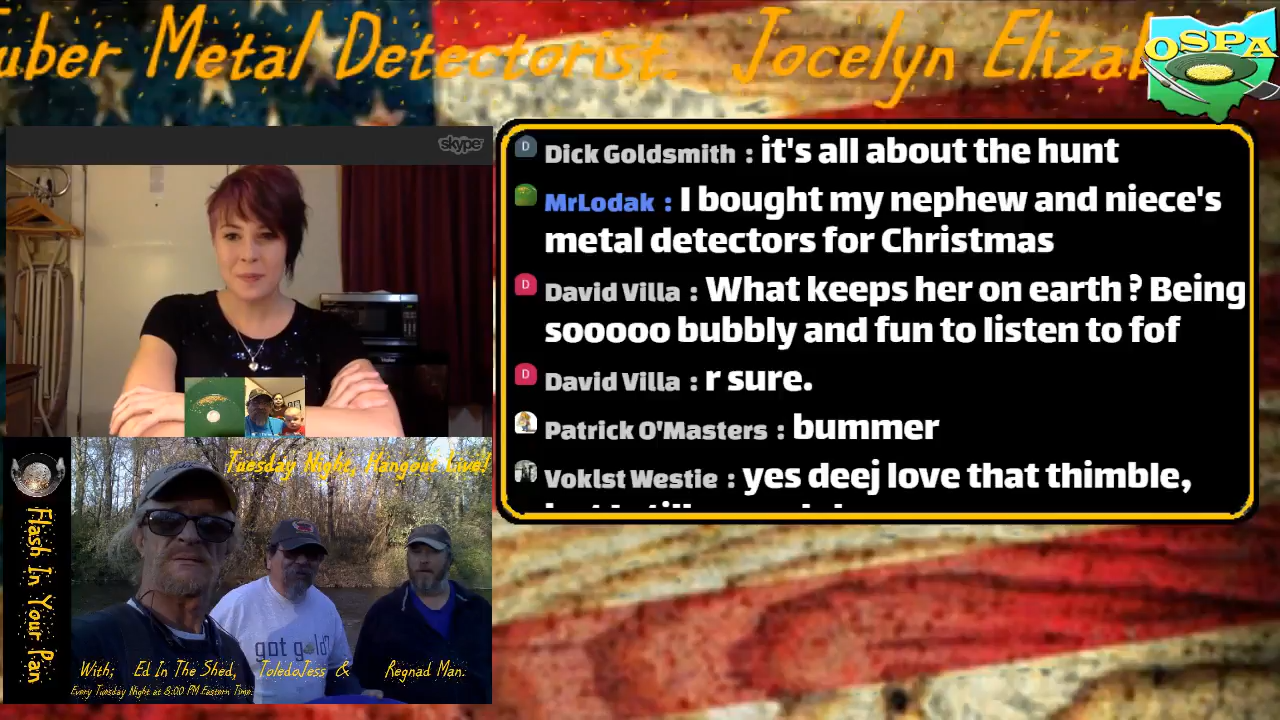 uber Metal Detectorist. Jocelyn Elizab
OSPA
skype
D Dick Goldsmith : it's all about the hunt
MrLodak : I bought my nephew and niece's
metal detectors for Christmas
D David Villa : What keeps her on earth ? Being
sooooo bubbly and fun to listen to fof
D David Villa : r sure.
Patrick O'Masters : bummer
Voklst Westie : yes deej love that thimble,
Tuesday Night, Hangout Live!
Flash In Your Pan
got gold?
With; Ed In The Shed, ToledoJess & Regnad Man.
Every Tuesday Night at 8:00 PM Eastern Time.